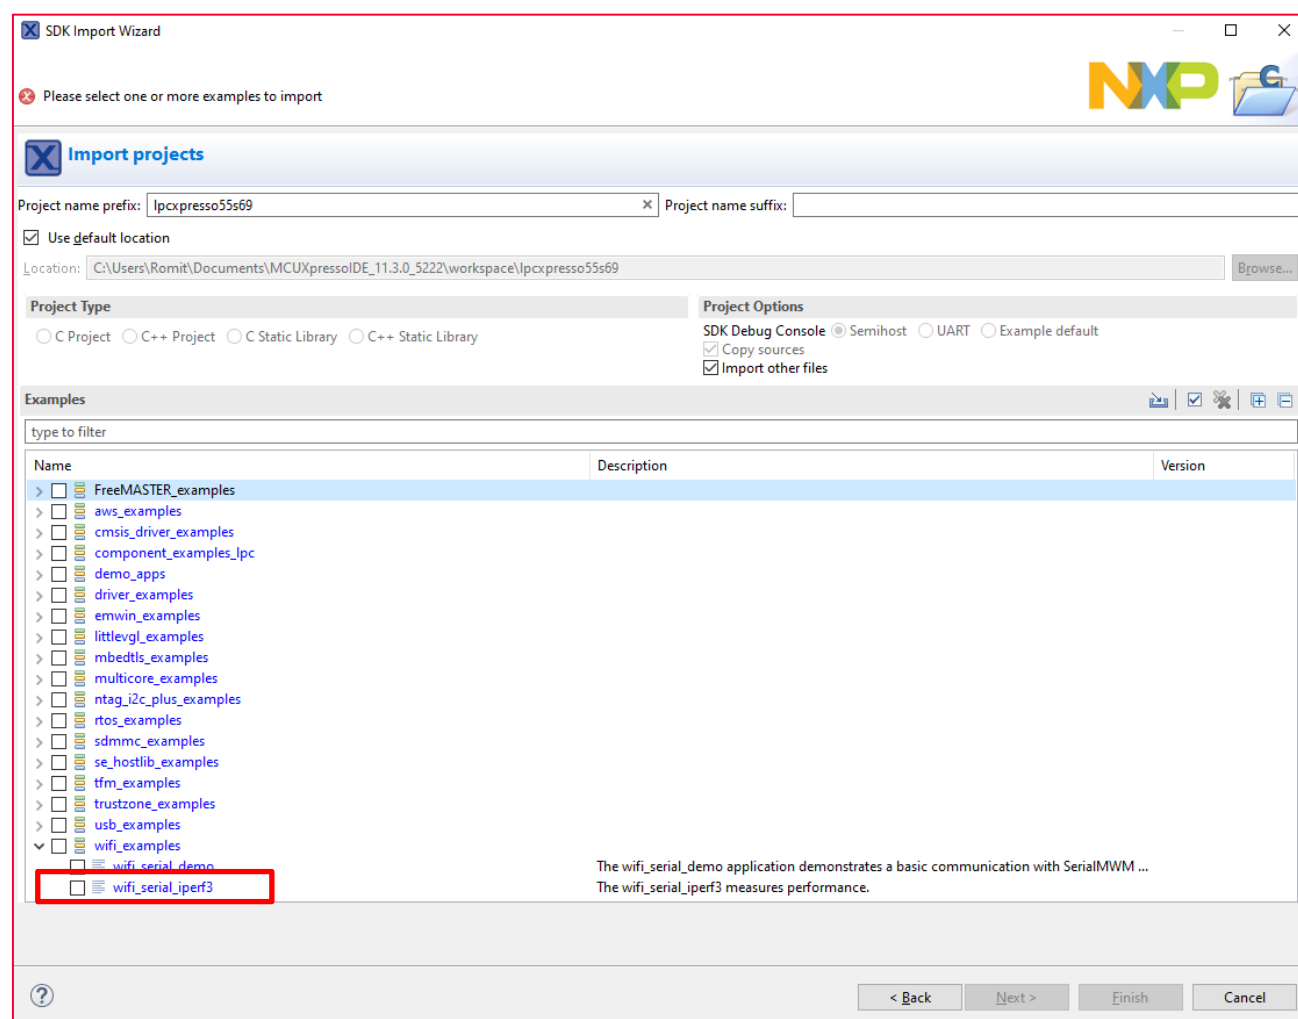 SDK Import Wizard
NXP
Please select one or more examples to import
Import projects
Project name prefix: lpcxpresso55s69 Project name suffix:
Use default location
Location: C:\Users\Romit\Documents\MCUXpressoIDE_11.3.0_5222\workspace\lpcxpresso55s69 Browse...
Project Type Project Options
C Project C++ Project C Static Library C++ Static Library SDK Debug Console Semihost UART Example default
Copy sources
Import other files
Examples
type to filter
Name Description Version
FreeMASTER_examples
aws_examples
cmsis_driver_examples
component_examples_lpc
demo_apps
driver_examples
emwin_examples
littlevgl_examples
mbedtls_examples
multicore_examples
ntag_i2c_plus_examples
rtos_examples
sdmmc_examples
se_hostlib_examples
tfm_examples
trustzone_examples
usb_examples
wifi_examples
wifi_serial_demo The wifi_serial_demo application demonstrates a basic communication with SerialMWM ...
wifi_serial_iperf3 The wifi_serial_iperf3 measures performance.
< Back Next > Finish Cancel